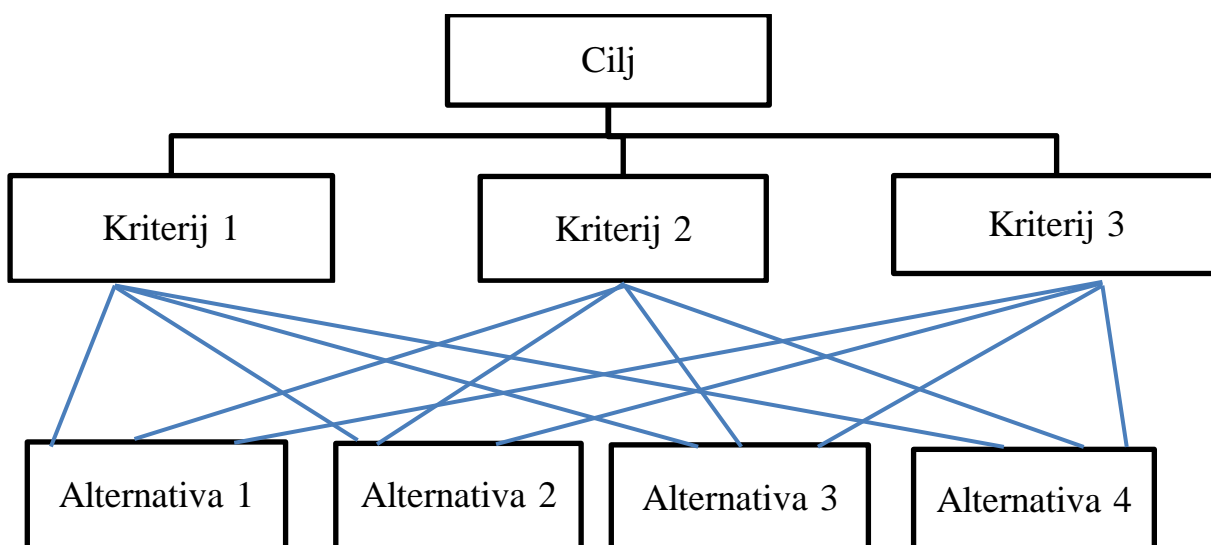 Cilj
Kriterij 1
Kriterij 2
Kriterij 3
Alternativa 1
Alternativa 2
Alternativa 3
Alternativa 4